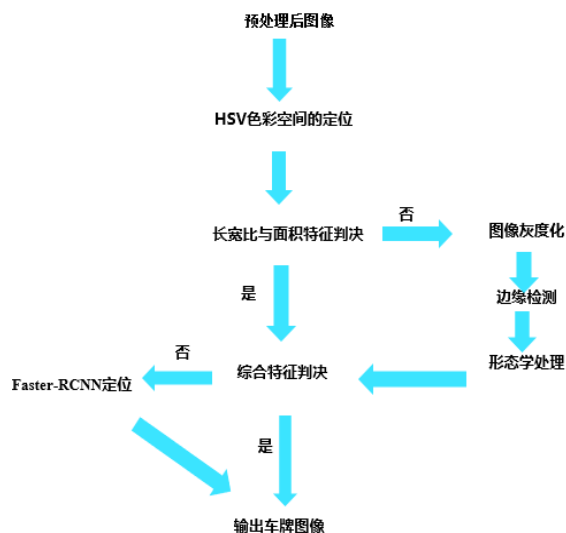 预处理后图像
HSV色彩空间的定位
长宽比与面积特征判决
否
图像灰度化
边缘检测
形态学处理
是
综合特征判决
否
Faster-RCNN定位
是
输出车牌图像